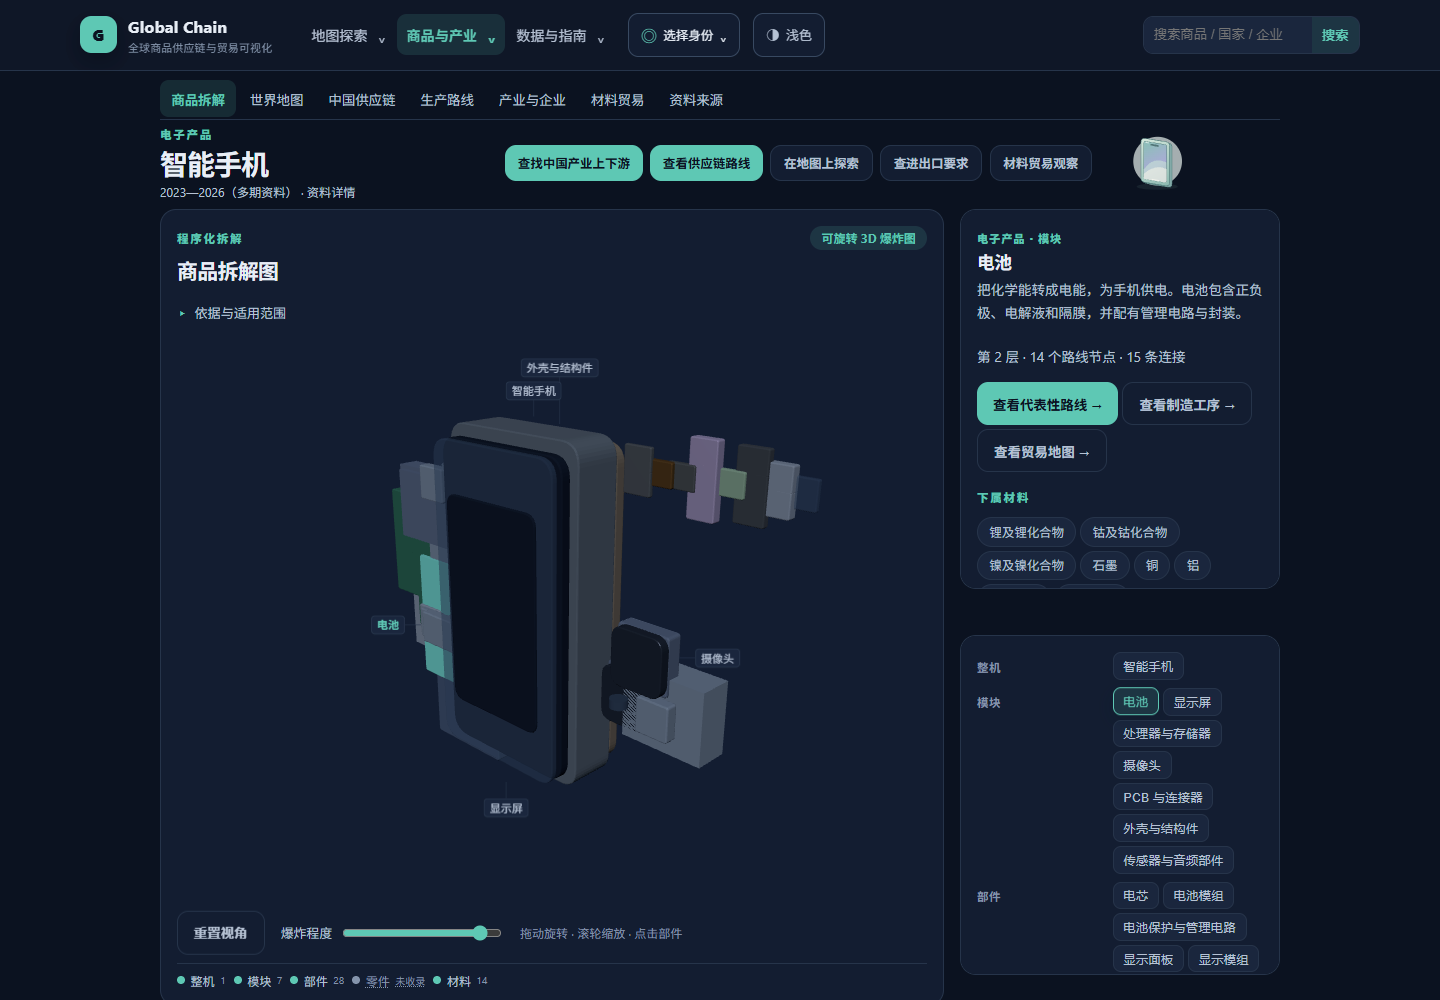 G
Global Chain
全球商品供应链与贸易可视化
地图探索
商品与产业
数据与指南
选择身份
浅色
搜索商品 / 国家 / 企业
搜索
商品拆解
世界地图
中国供应链
生产路线
产业与企业
材料贸易
资料来源
电子产品
智能手机
2023—2026（多期资料） · 资料详情
查找中国产业上下游
查看供应链路线
在地图上探索
查进出口要求
材料贸易观察
程序化拆解
可旋转 3D 爆炸图
商品拆解图
依据与适用范围
外壳与结构件
智能手机
电池
摄像头
显示屏
重置视角
爆炸程度
拖动旋转 · 滚轮缩放 · 点击部件
整机 1
模块 7
部件 28
零件 未收录
材料 14
电子产品 · 模块
电池
把化学能转成电能，为手机供电。电池包含正负
极、电解液和隔膜，并配有管理电路与封装。
第 2 层 · 14 个路线节点 · 15 条连接
查看代表性路线 →
查看制造工序 →
查看贸易地图 →
下属材料
锂及锂化合物
钴及钴化合物
镍及镍化合物
石墨
铜
铝
整机
智能手机
模块
电池
显示屏
处理器与存储器
摄像头
PCB 与连接器
外壳与结构件
传感器与音频部件
部件
电芯
电池模组
电池保护与管理电路
显示面板
显示模组